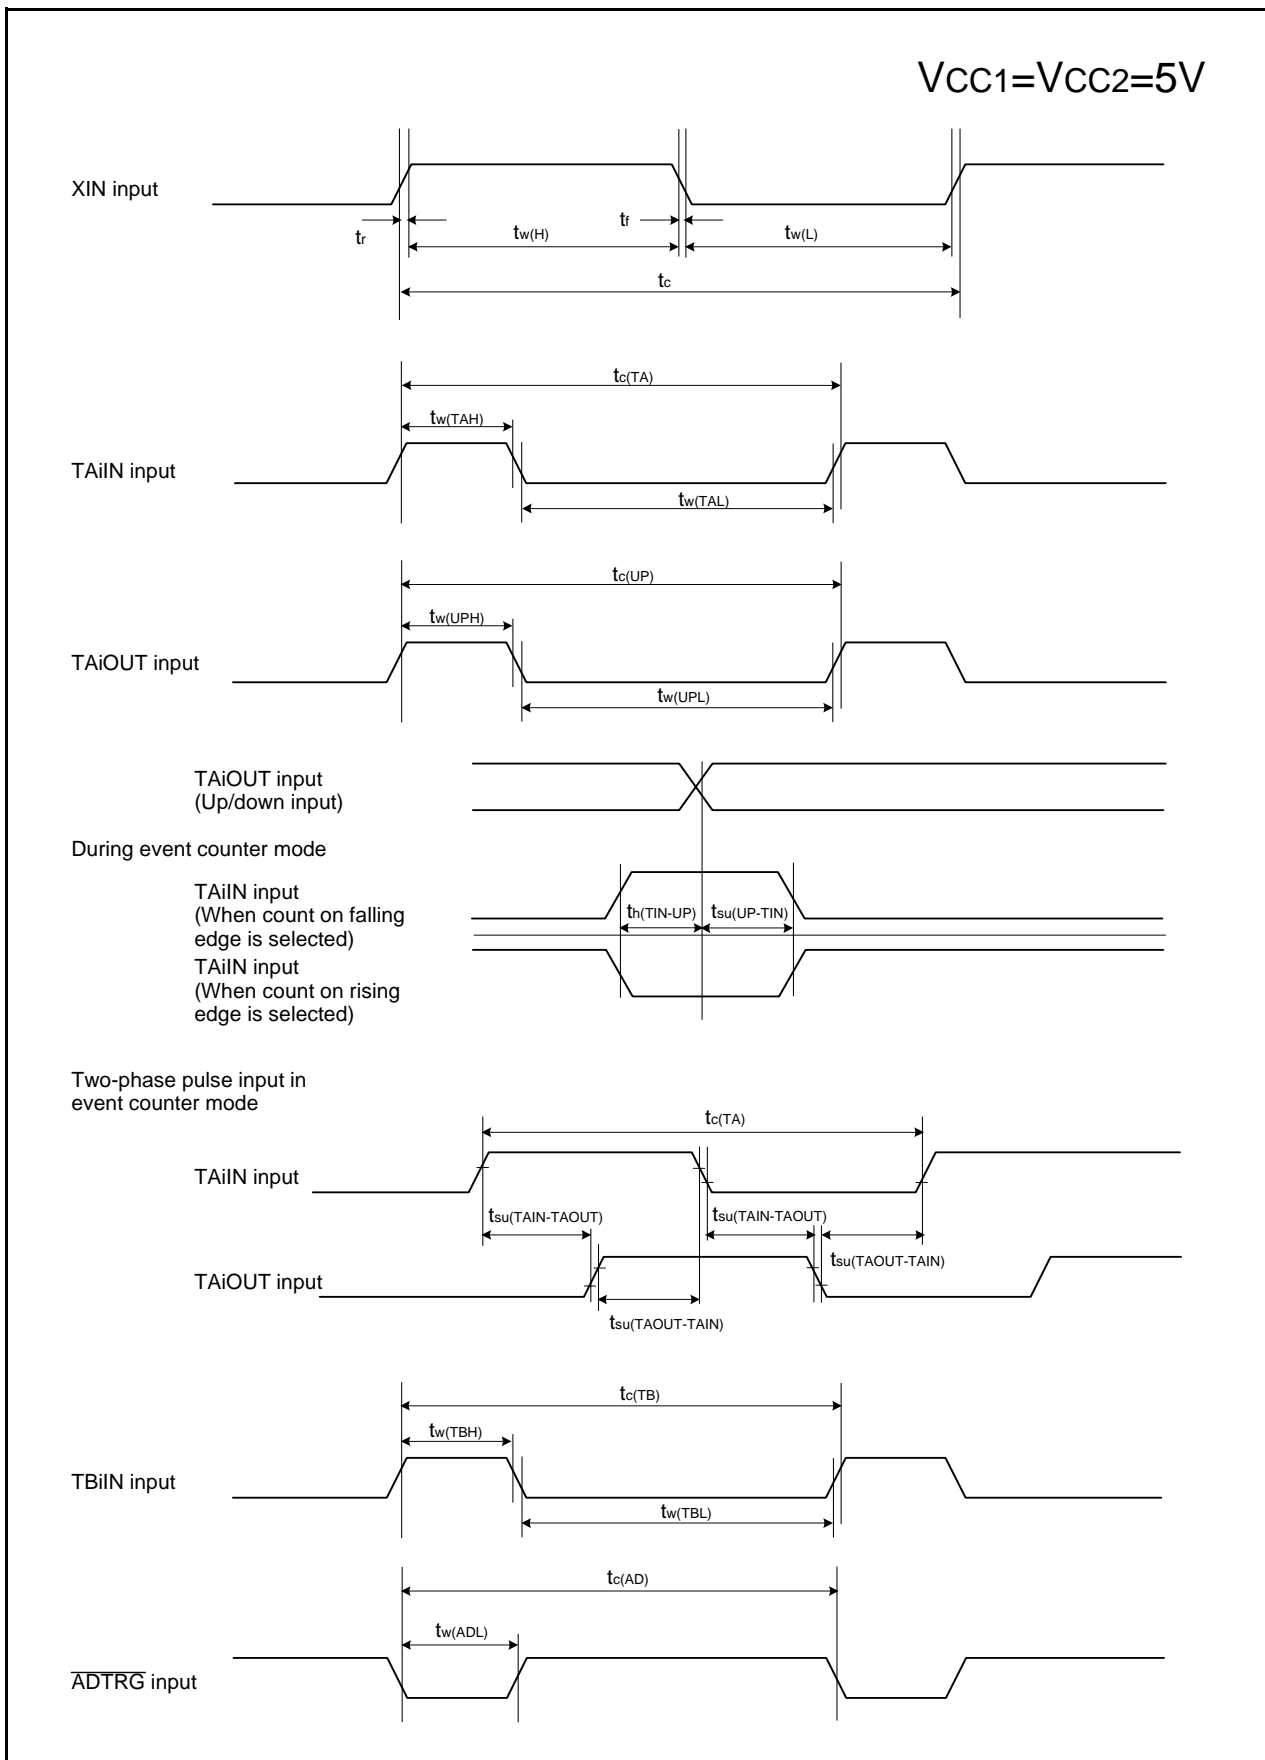 VCC1=VCC2=5V
XIN input
tr
tw(H)
tf
tw(L)
tc
tc(TA)
tw(TAH)
TAiIN input
tw(TAL)
tc(UP)
tw(UPH)
TAiOUT input
tw(UPL)
TAiOUT input
(Up/down input)
During event counter mode
TAiIN input
(When count on falling
edge is selected)
th(TIN-UP)
tsu(UP-TIN)
TAiIN input
(When count on rising
edge is selected)
Two-phase pulse input in
event counter mode
tc(TA)
TAiIN input
tsu(TAIN-TAOUT)
tsu(TAIN-TAOUT)
tsu(TAOUT-TAIN)
TAiOUT input
tsu(TAOUT-TAIN)
tc(TB)
tw(TBH)
TBiIN input
tw(TBL)
tc(AD)
tw(ADL)
ADTRG input